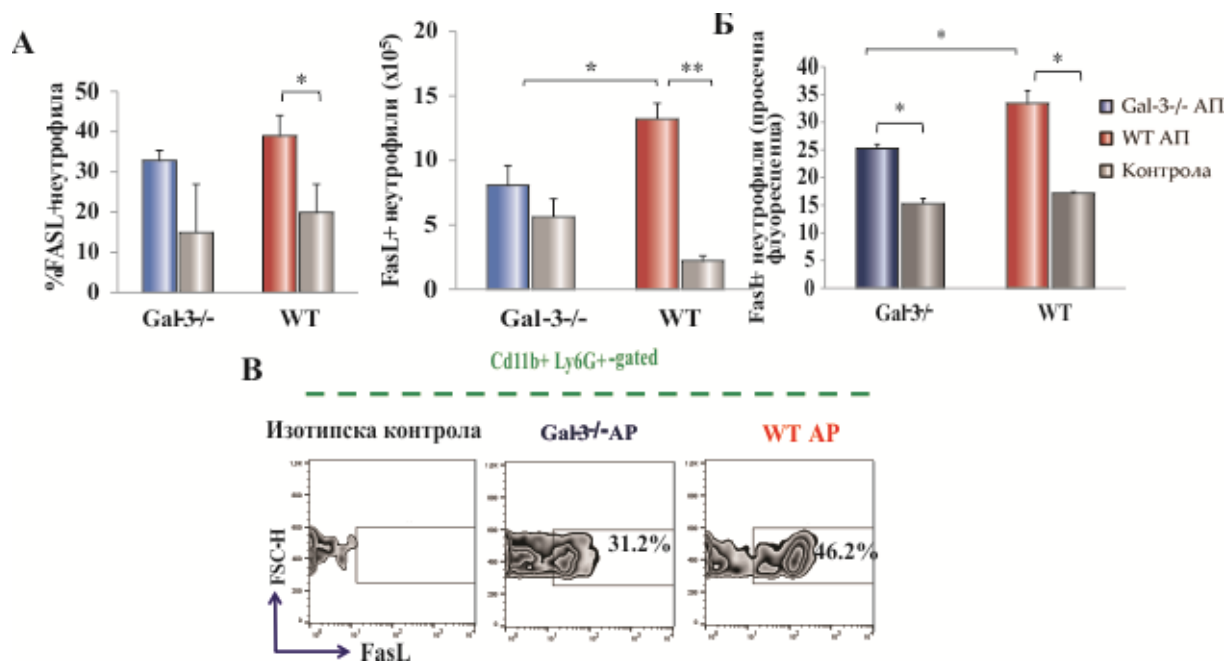 А
%FASL+неутрофила
50
40
30
20
10
0
*
Gal-3-/-
WT
FasL+ неутрофили (x10⁵)
20
15
10
5
0
*
**
Gal-3-/-
WT
Б
FasL+ неутрофили (просечна
флуоресценца)
40
35
30
25
20
15
10
5
0
*
*
*
Gal-3-/-
WT
Gal-3-/- АП
WT АП
Контрола
В
Cd11b+ Ly6G+-gated
Изотипска контрола
Gal-3-/-AP
WT AP
FSC-H
31.2%
46.2%
FasL